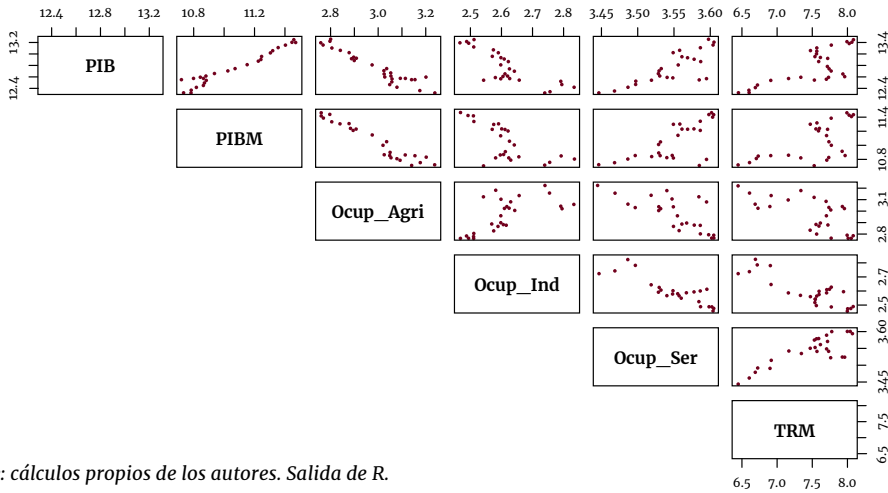 12.4 12.8 13.2 10.8 11.2 2.8 3.0 3.2 2.5 2.6 2.7 2.8 3.45 3.50 3.55 3.60 6.5 7.0 7.5 8.0
12.4 13.2 PIB 12.4 13.4
PIBM 10.8 11.4
Ocup_Agri 2.8 3.1
Ocup_Ind 2.5 2.7
Ocup_Ser 3.45 3.60
TRM 6.5 7.5
6.5 7.0 7.5 8.0
: cálculos propios de los autores. Salida de R.